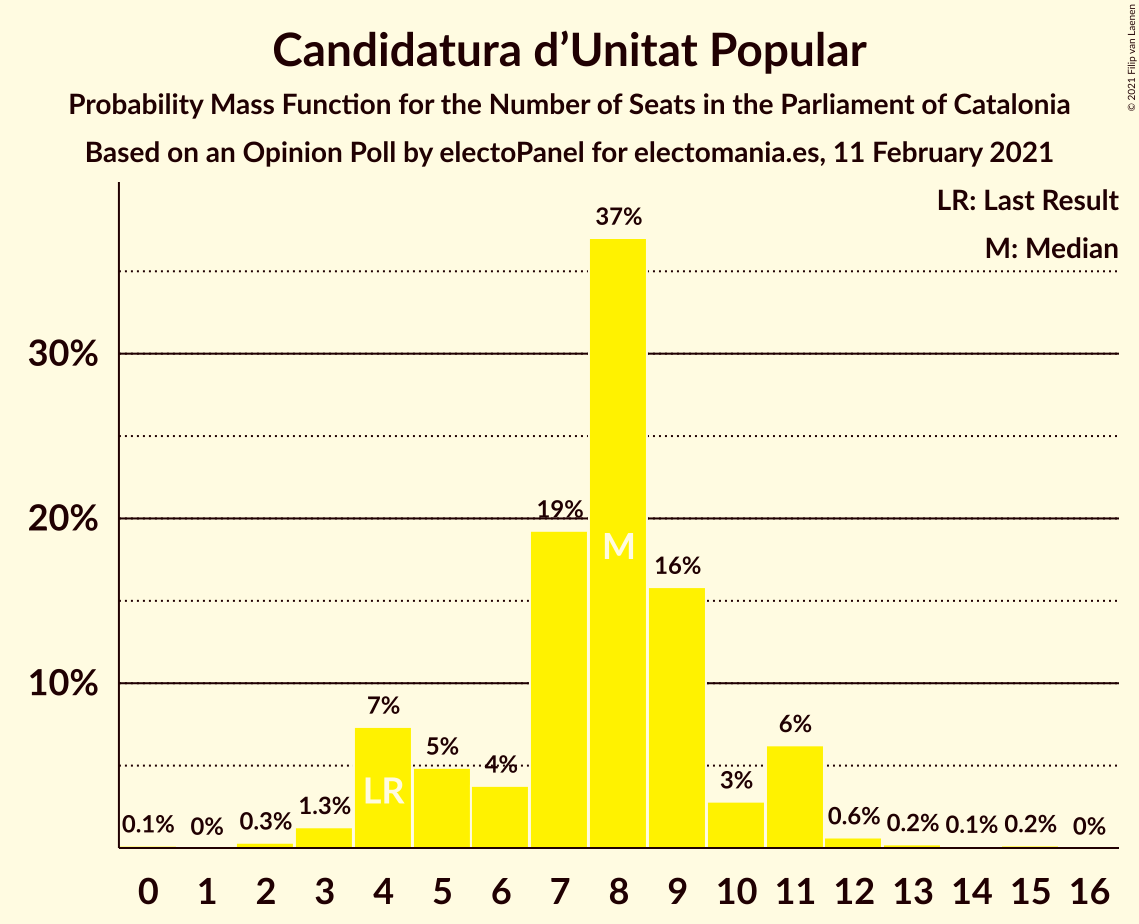 Candidatura d’Unitat Popular
Probability Mass Function for the Number of Seats in the Parliament of Catalonia
Based on an Opinion Poll by electoPanel for electomania.es, 11 February 2021
© 2021 Filip van Laenen
LR: Last Result
M: Median
30%
20%
10%
0.1%
0%
0.3%
1.3%
7%
5%
4%
19%
37%
16%
3%
6%
0.6%
0.2%
0.1%
0.2%
0%
LR
M
0 1 2 3 4 5 6 7 8 9 10 11 12 13 14 15 16